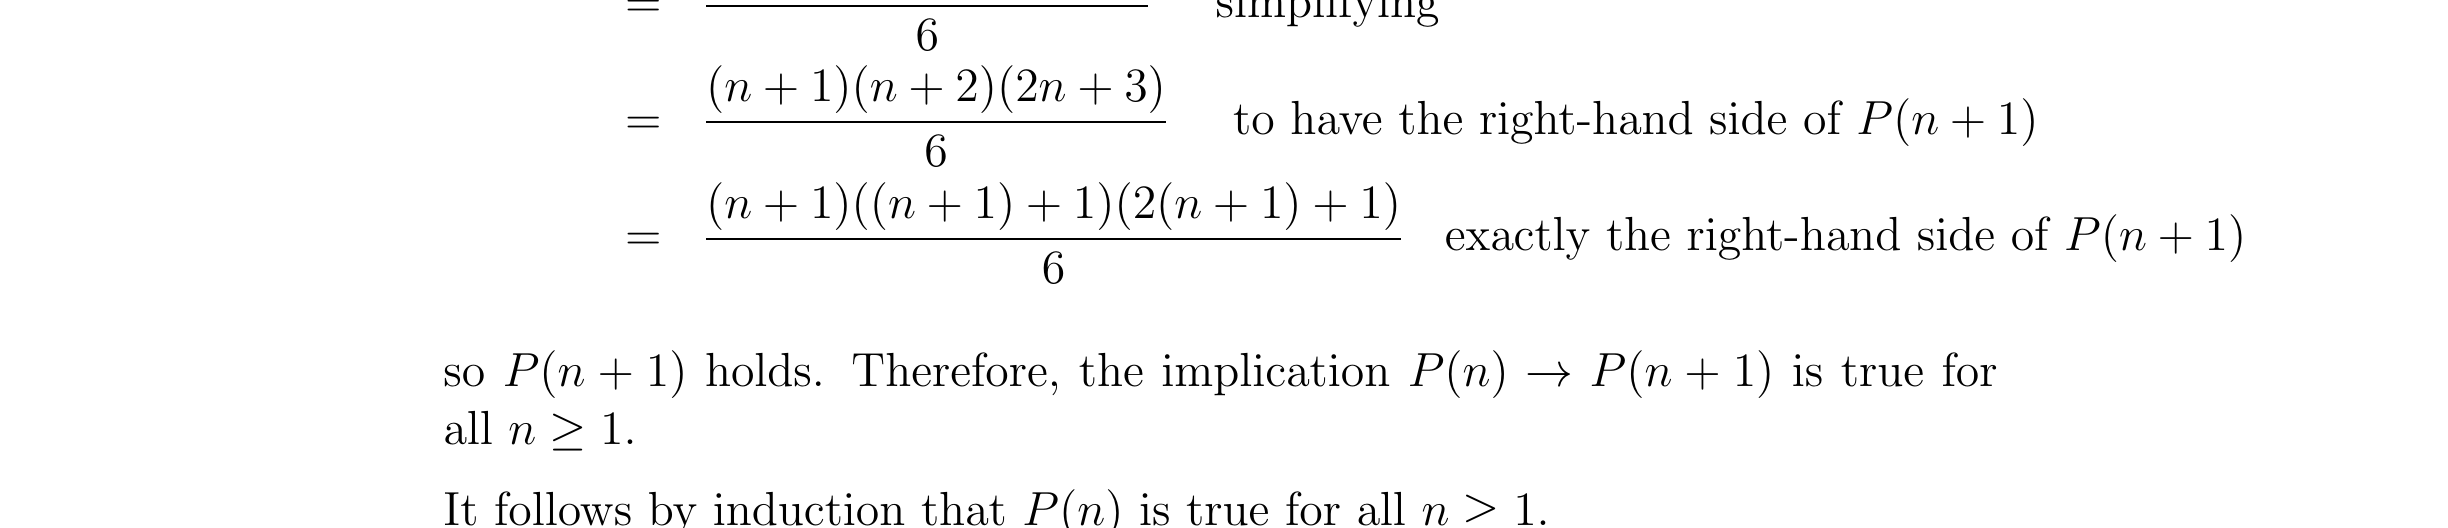 = 6 simplifying
= (n + 1)(n + 2)(2n + 3) / 6 to have the right-hand side of P(n + 1)
= (n + 1)((n + 1) + 1)(2(n + 1) + 1) / 6 exactly the right-hand side of P(n + 1)
so P(n + 1) holds. Therefore, the implication P(n) → P(n + 1) is true for
all n ≥ 1.
It follows by induction that P(n) is true for all n ≥ 1.